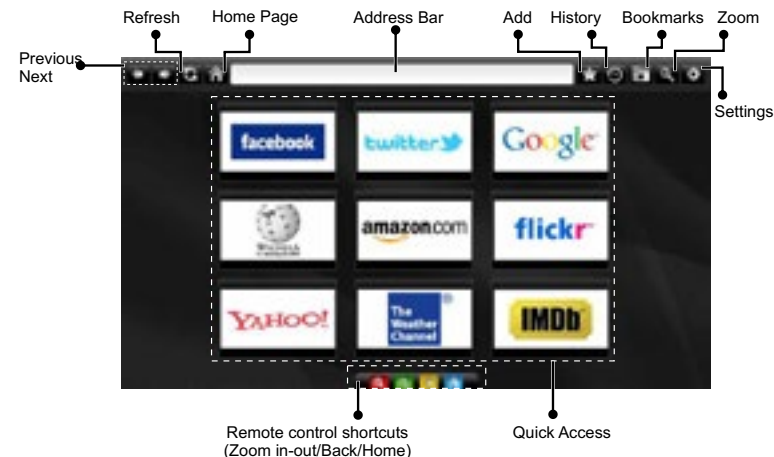 Refresh
Home Page
Address Bar
Add
History
Bookmarks
Zoom
Previous
Next
Settings
facebook
twitter
Google
WIKIPEDIA
amazon.com
flickr
YAHOO!
The
Weather
Channel
IMDb
Remote control shortcuts
(Zoom in-out/Back/Home)
Quick Access